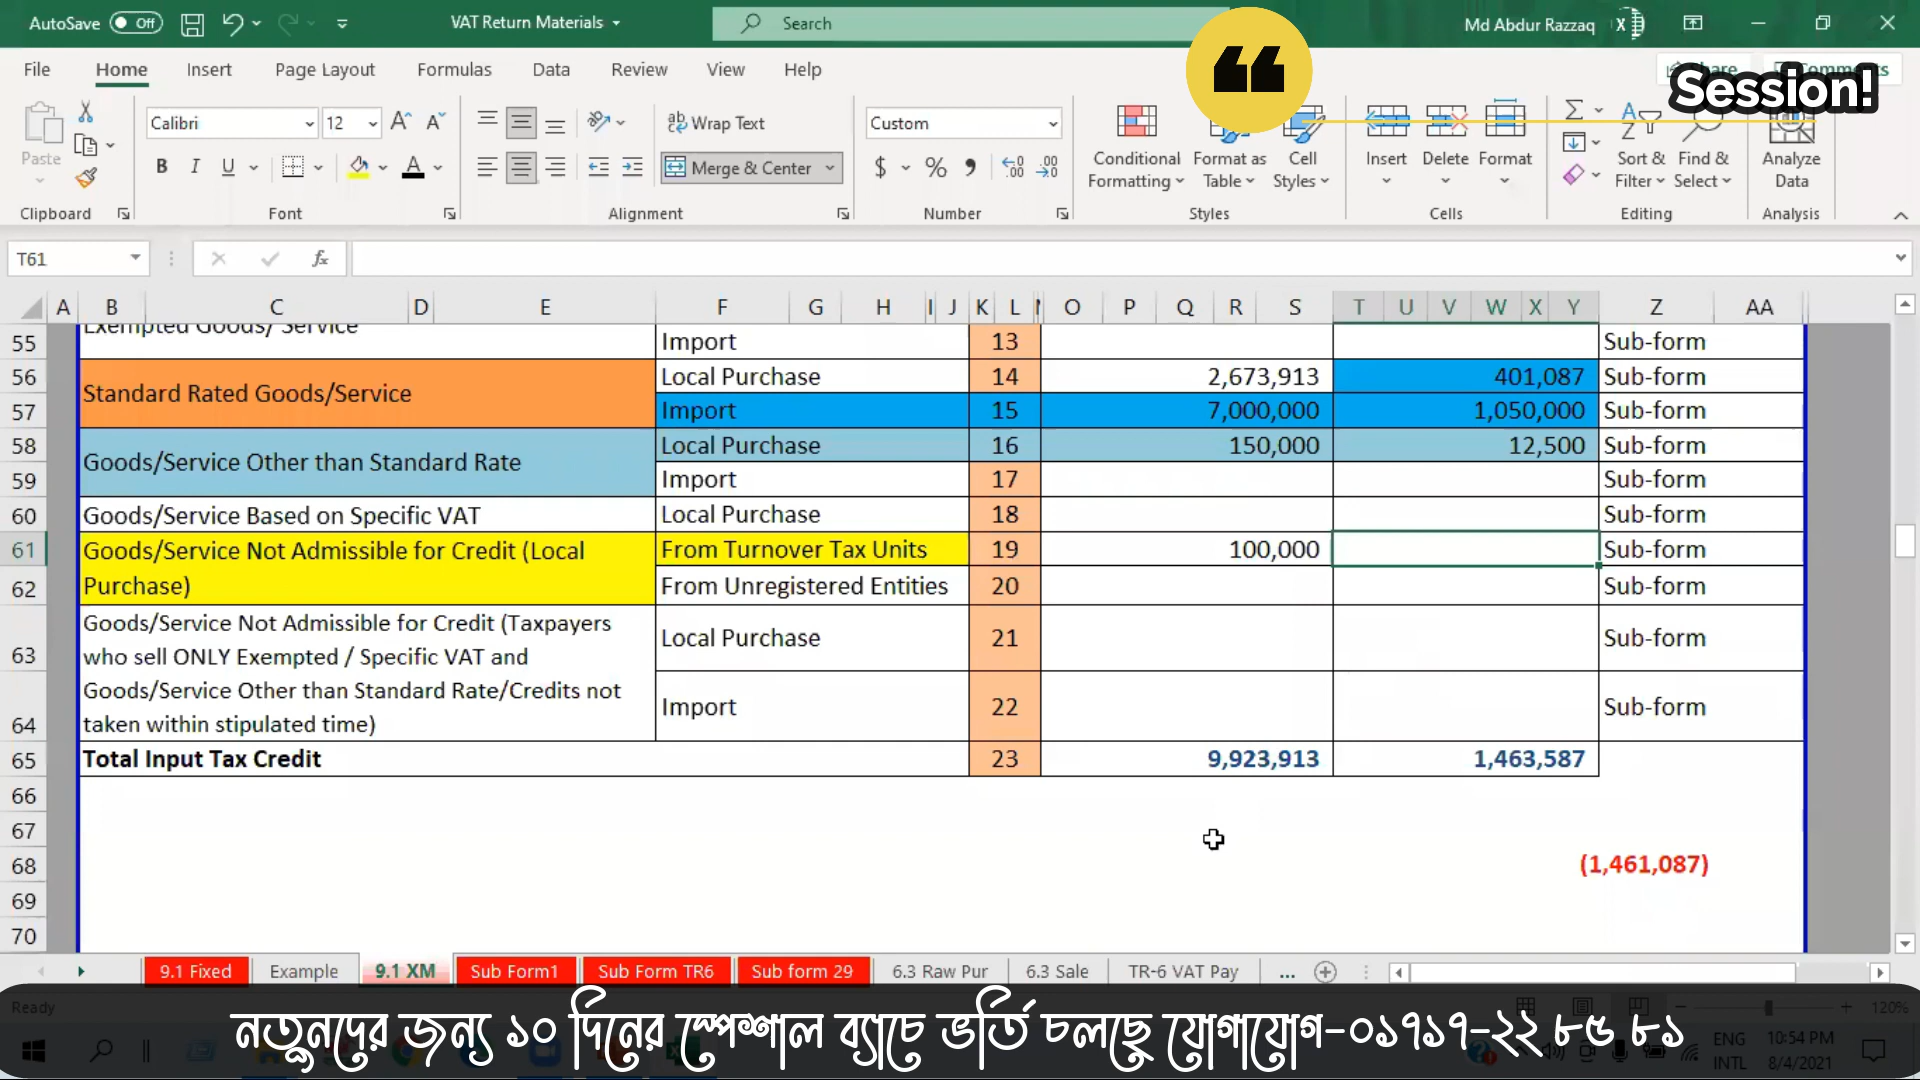 AutoSave Off VAT Return Materials Search Md Abdur Razzaq
File Home Insert Page Layout Formulas Data Review View Help Share Comments
Session!
Paste Calibri 12 Wrap Text Custom
B I U Merge & Center $ % Conditional Formatting Format as Table Cell Styles Insert Delete Format Sort & Filter Find & Select Analyze Data
Clipboard Font Alignment Number Styles Cells Editing Analysis
T61 fx
A B C D E F G H I J K L O P Q R S T U V W X Y Z AA
55 Exempted Goods/ Service Import 13 Sub-form
56 Standard Rated Goods/Service Local Purchase 14 2,673,913 401,087 Sub-form
57 Import 15 7,000,000 1,050,000 Sub-form
58 Goods/Service Other than Standard Rate Local Purchase 16 150,000 12,500 Sub-form
59 Import 17 Sub-form
60 Goods/Service Based on Specific VAT Local Purchase 18 Sub-form
61 Goods/Service Not Admissible for Credit (Local From Turnover Tax Units 19 100,000 Sub-form
62 Purchase) From Unregistered Entities 20 Sub-form
Goods/Service Not Admissible for Credit (Taxpayers
63 who sell ONLY Exempted / Specific VAT and Local Purchase 21 Sub-form
Goods/Service Other than Standard Rate/Credits not
64 taken within stipulated time) Import 22 Sub-form
65 Total Input Tax Credit 23 9,923,913 1,463,587
66
67
68 (1,461,087)
69
70
9.1 Fixed Example 9.1 XM Sub Form1 Sub Form TR6 Sub form 29 6.3 Raw Pur 6.3 Sale TR-6 VAT Pay ...
Ready 120%
নতুনদের জন্য ১০ দিনের স্পেশাল ব্যাচে ভর্তি চলছে যোগাযোগ-০১৭১৭-২২ ৮৫ ৮১
ENG 10:54 PM
INTL 8/4/2021